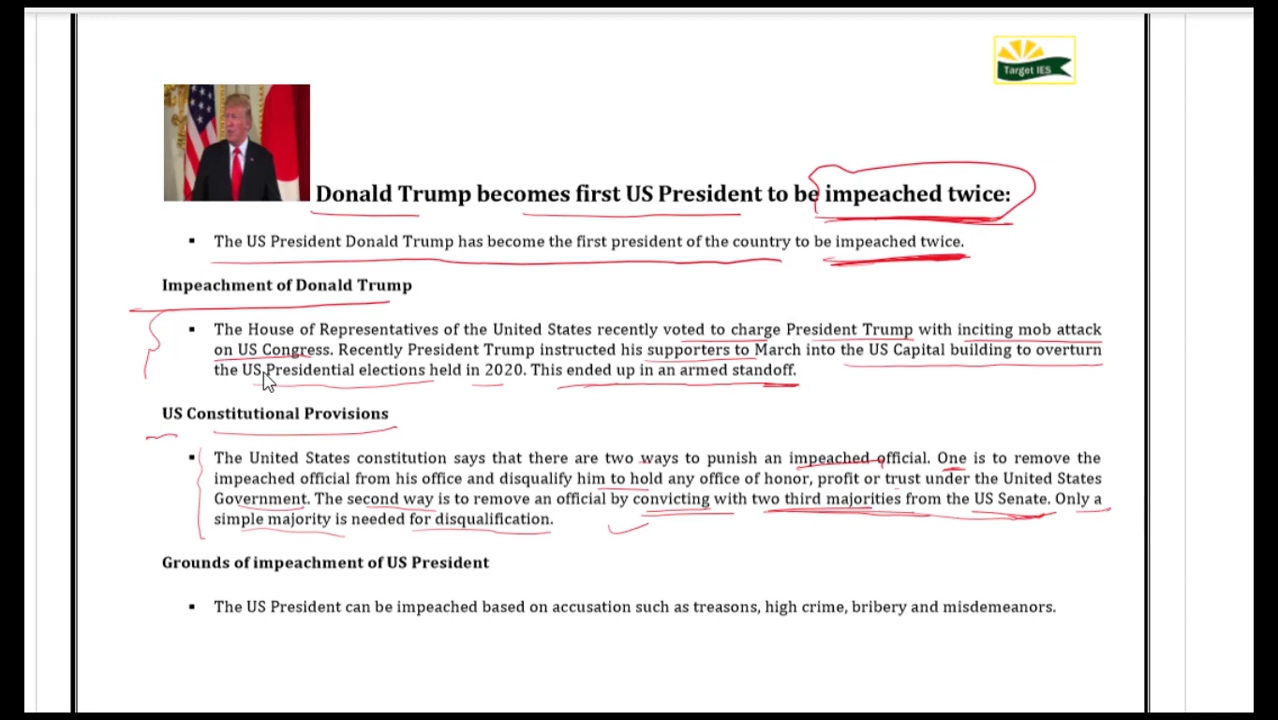 Target IES
Donald Trump becomes first US President to be impeached twice:
▪ The US President Donald Trump has become the first president of the country to be impeached twice.
Impeachment of Donald Trump
▪ The House of Representatives of the United States recently voted to charge President Trump with inciting mob attack
on US Congress. Recently President Trump instructed his supporters to March into the US Capital building to overturn
the US Presidential elections held in 2020. This ended up in an armed standoff.
US Constitutional Provisions
▪ The United States constitution says that there are two ways to punish an impeached official. One is to remove the
impeached official from his office and disqualify him to hold any office of honor, profit or trust under the United States
Government. The second way is to remove an official by convicting with two third majorities from the US Senate. Only a
simple majority is needed for disqualification.
Grounds of impeachment of US President
▪ The US President can be impeached based on accusation such as treasons, high crime, bribery and misdemeanors.